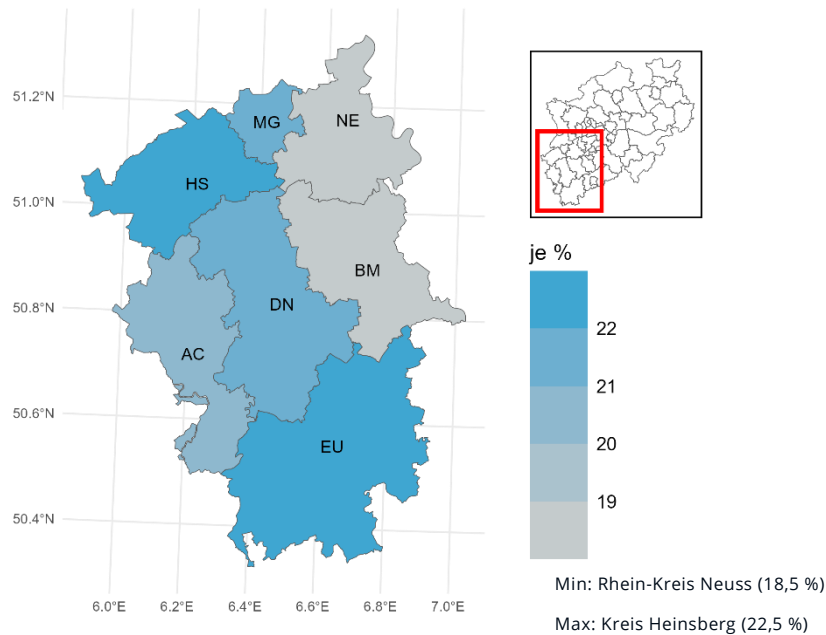 51.2°N
51.0°N
50.8°N
50.6°N
50.4°N
6.0°E 6.2°E 6.4°E 6.6°E 6.8°E 7.0°E
MG
NE
HS
BM
DN
AC
EU
je %
22
21
20
19
Min: Rhein-Kreis Neuss (18,5 %)
Max: Kreis Heinsberg (22,5 %)